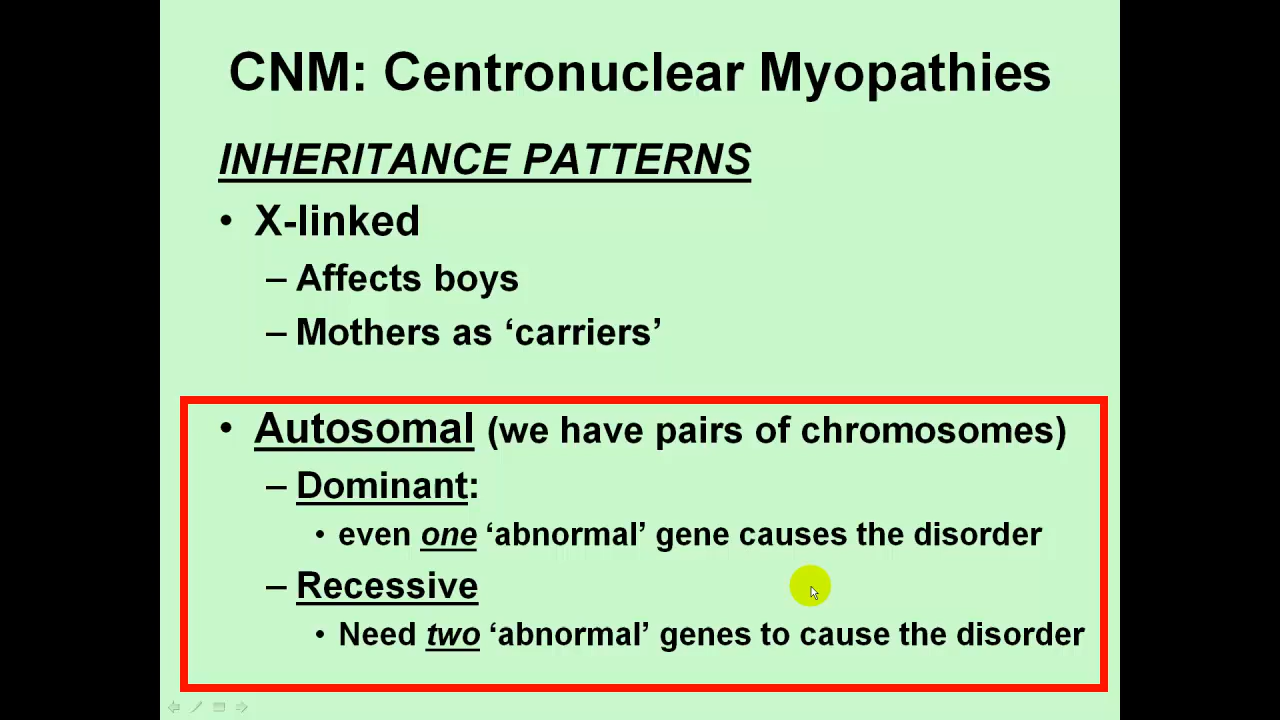 CNM: Centronuclear Myopathies
INHERITANCE PATTERNS
• X-linked
– Affects boys
– Mothers as ‘carriers’
• Autosomal (we have pairs of chromosomes)
– Dominant:
• even one ‘abnormal’ gene causes the disorder
– Recessive
• Need two ‘abnormal’ genes to cause the disorder